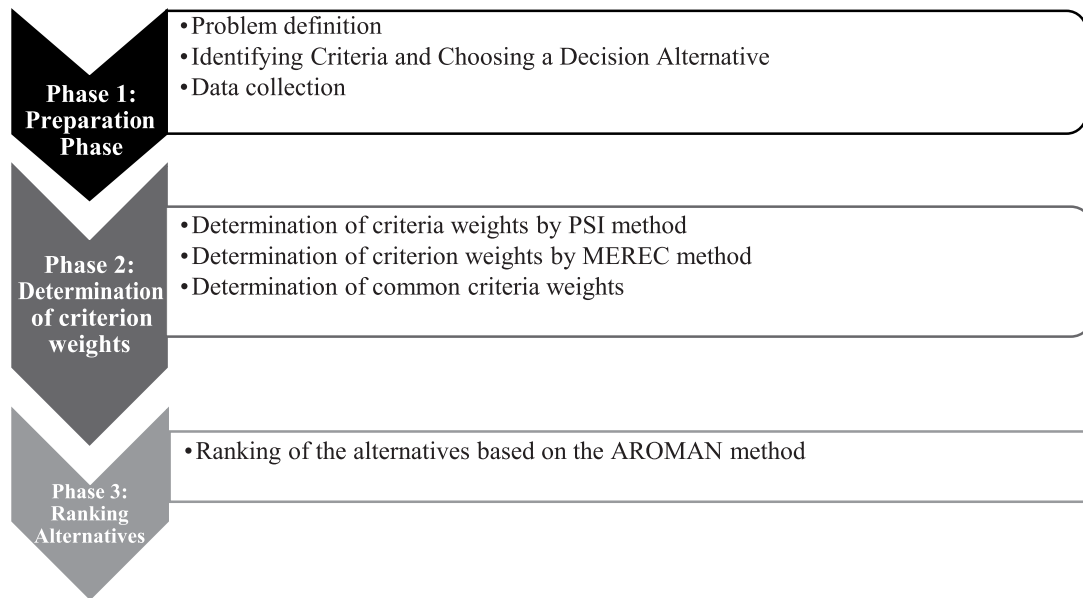 Phase 1:
Preparation
Phase
•Problem definition
•Identifying Criteria and Choosing a Decision Alternative
•Data collection
Phase 2:
Determination
of criterion
weights
•Determination of criteria weights by PSI method
•Determination of criterion weights by MEREC method
•Determination of common criteria weights
Phase 3:
Ranking
Alternatives
•Ranking of the alternatives based on the AROMAN method